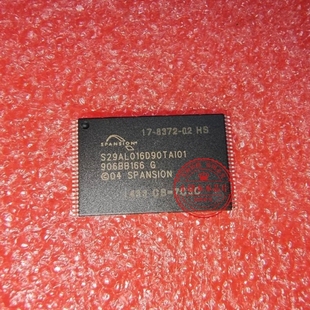 17-8372-02 HS
SPANSION
S29AL016D90TAI01
906BB166 G
©04 SPANSION